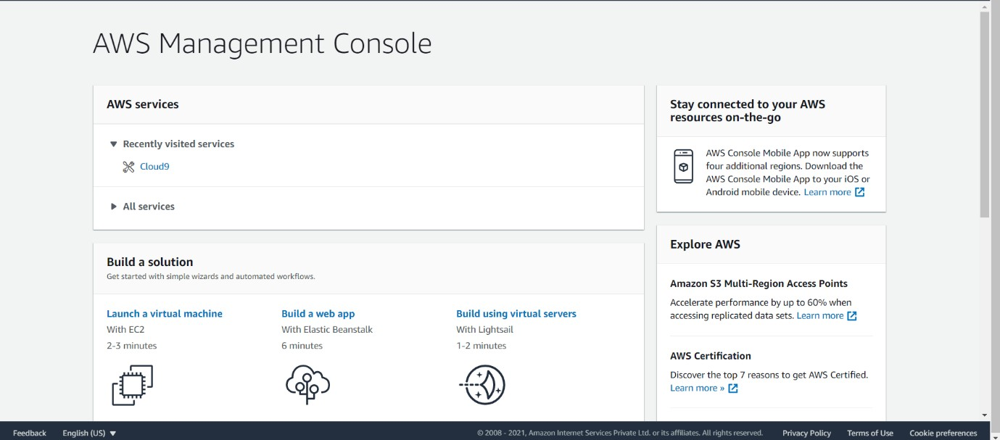 AWS Management Console
AWS services
Recently visited services
Cloud9
All services
Build a solution
Get started with simple wizards and automated workflows.
Launch a virtual machine
With EC2
2-3 minutes
Build a web app
With Elastic Beanstalk
6 minutes
Build using virtual servers
With Lightsail
1-2 minutes
Stay connected to your AWS
resources on-the-go
AWS Console Mobile App now supports
four additional regions. Download the
AWS Console Mobile App to your iOS or
Android mobile device. Learn more
Explore AWS
Amazon S3 Multi-Region Access Points
Accelerate performance by up to 60% when
accessing replicated data sets. Learn more
AWS Certification
Discover the top 7 reasons to get AWS Certified.
Learn more »
Feedback English (US) © 2008 - 2021, Amazon Internet Services Private Ltd. or its affiliates. All rights reserved. Privacy Policy Terms of Use Cookie preferences